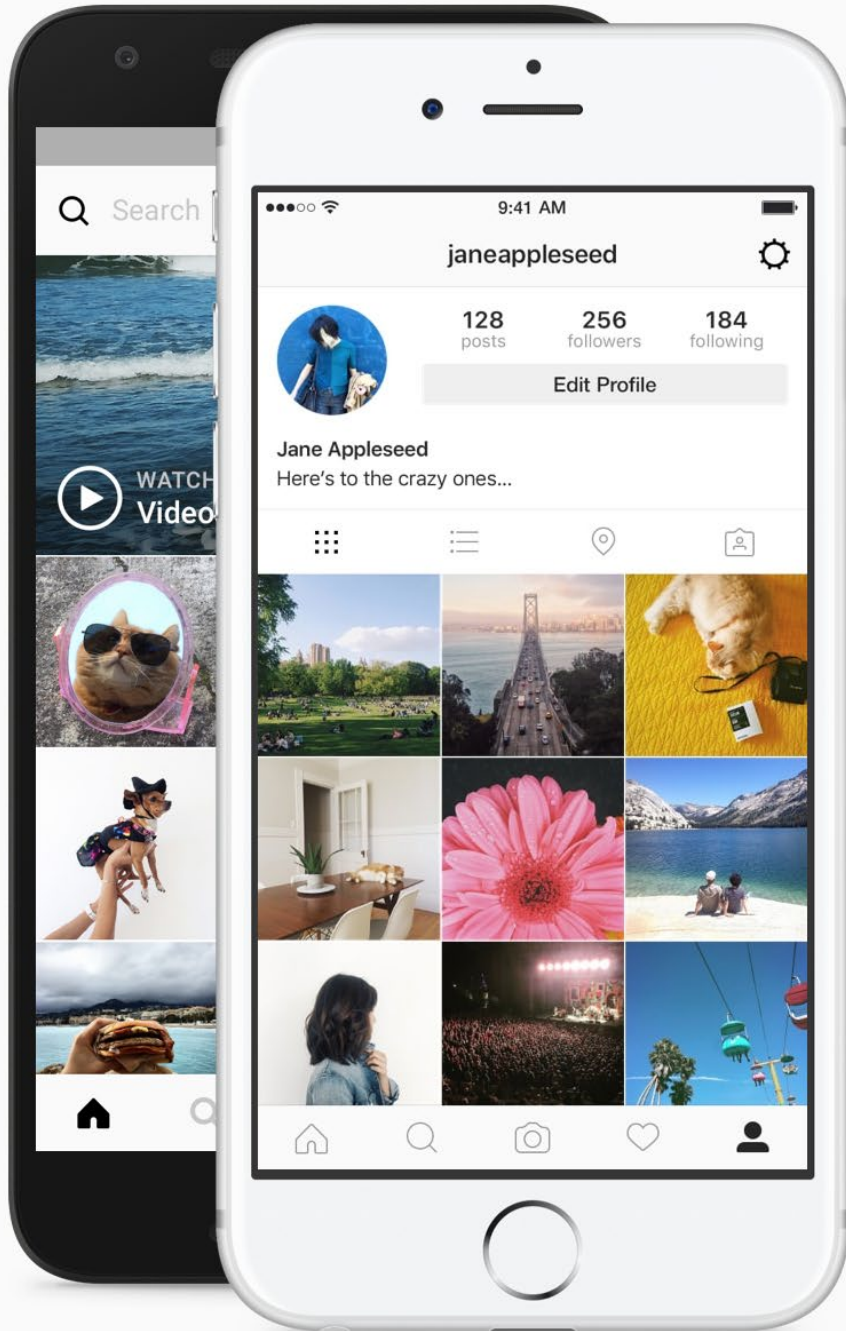 Search
WATCH
Video
9:41 AM
janeappleseed
128 256 184
posts followers following
Edit Profile
Jane Appleseed
Here's to the crazy ones...